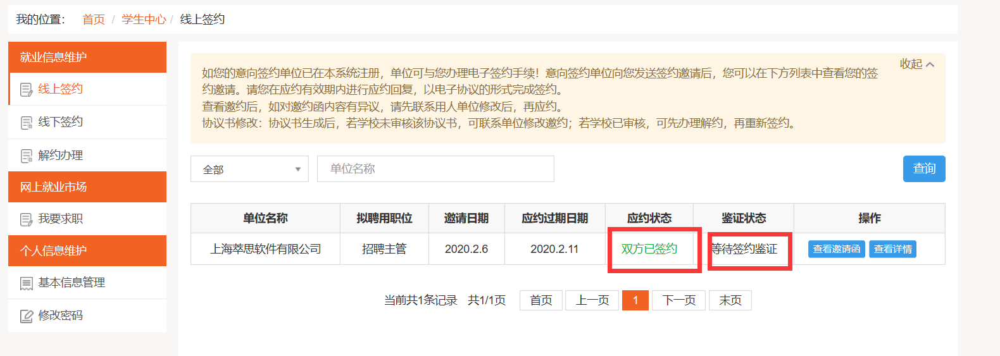 我的位置： 首页 / 学生中心 / 线上签约
就业信息维护
线上签约
线下签约
解约办理
网上就业市场
我要求职
个人信息维护
基本信息管理
修改密码
收起
如您的意向签约单位已在本系统注册，单位可与您办理电子签约手续！意向签约单位向您发送签约邀请后，您可以在下方列表中查看您的签
约邀请。请您在应约有效期内进行应约回复，以电子协议的形式完成签约。
查看邀约后，如对邀约函内容有异议，请先联系用人单位修改后，再应约。
协议书修改：协议书生成后，若学校未审核该协议书，可联系单位修改邀约；若学校已审核，可先办理解约，再重新签约。
全部 单位名称 查询
单位名称 拟聘用职位 邀请日期 应约过期日期 应约状态 鉴证状态 操作
上海萃思软件有限公司 招聘主管 2020.2.6 2020.2.11 双方已签约 等待签约鉴证 查看邀请函 查看详情
当前共1条记录 共1/1页 首页 上一页 1 下一页 末页